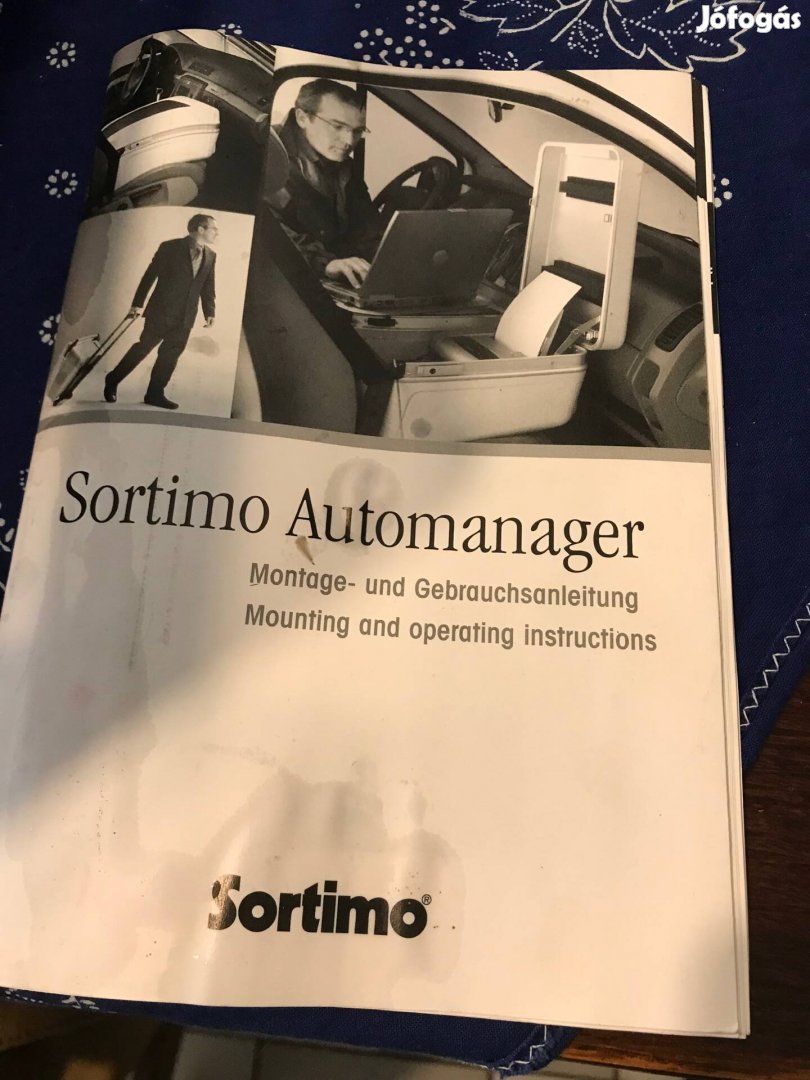 Jófogás
Sortimo Automanager
Montage- und Gebrauchsanleitung
Mounting and operating instructions
Sortimo®